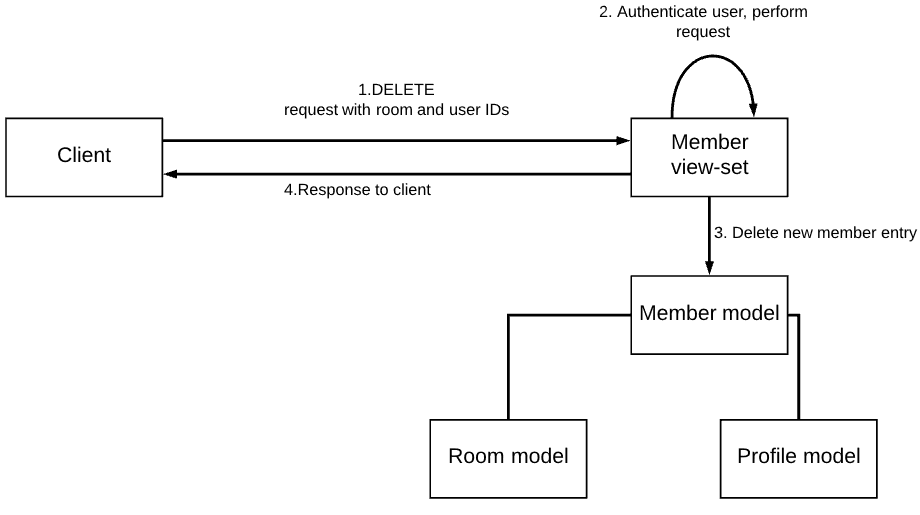 2. Authenticate user, perform
request
1.DELETE
request with room and user IDs
Client
Member
view-set
4.Response to client
3. Delete new member entry
Member model
Room model
Profile model